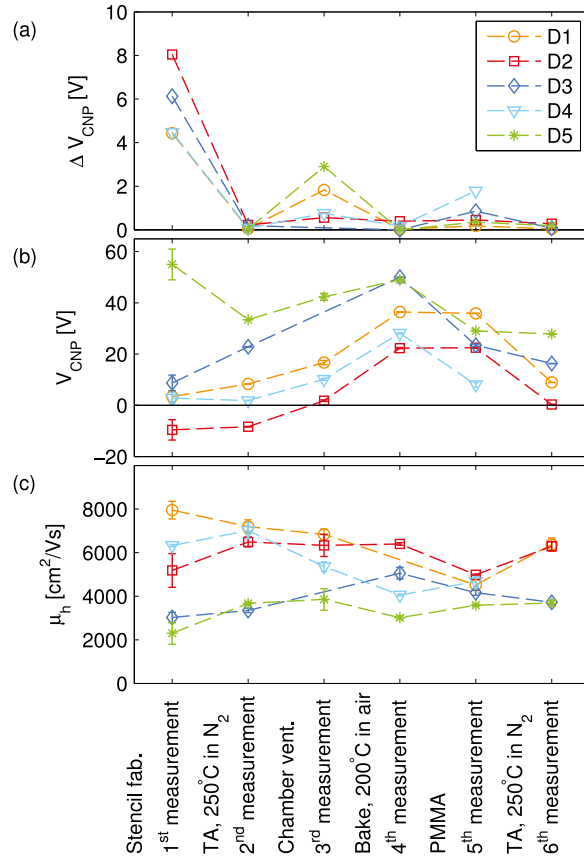 (a)
10
8
6
4
2
0
Δ V_CNP [V]
D1
D2
D3
D4
D5
(b)
60
40
20
0
−20
V_CNP [V]
(c)
8000
6000
4000
2000
0
μ_h [cm²/Vs]
Stencil fab.
1st measurement
TA, 250°C in N₂
2nd measurement
Chamber vent.
3rd measurement
Bake, 200°C in air
4th measurement
PMMA
5th measurement
TA, 250°C in N₂
6th measurement